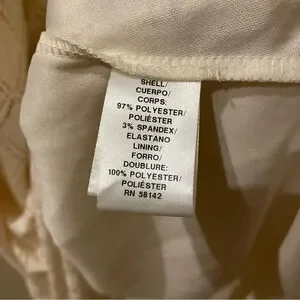 SHELL/
CUERPO/
CORPS:
97% POLYESTER/
POLIÉSTER
3% SPANDEX/
ELASTANO
LINING/
FORRO/
DOUBLURE:
100% POLYESTER/
POLIÉSTER
RN 58142